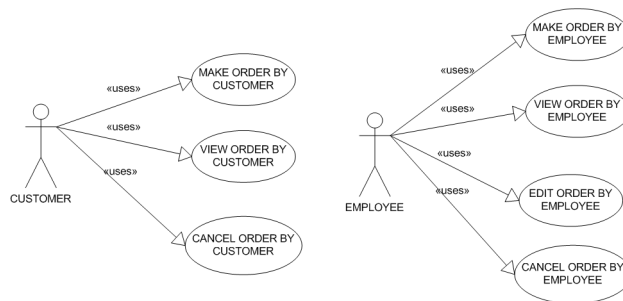 «uses»
MAKE ORDER BY
CUSTOMER
«uses»
VIEW ORDER BY
CUSTOMER
«uses»
CUSTOMER
CANCEL ORDER BY
CUSTOMER
MAKE ORDER BY
EMPLOYEE
«uses»
«uses»
VIEW ORDER BY
EMPLOYEE
«uses»
«uses»
EMPLOYEE
EDIT ORDER BY
EMPLOYEE
CANCEL ORDER BY
EMPLOYEE